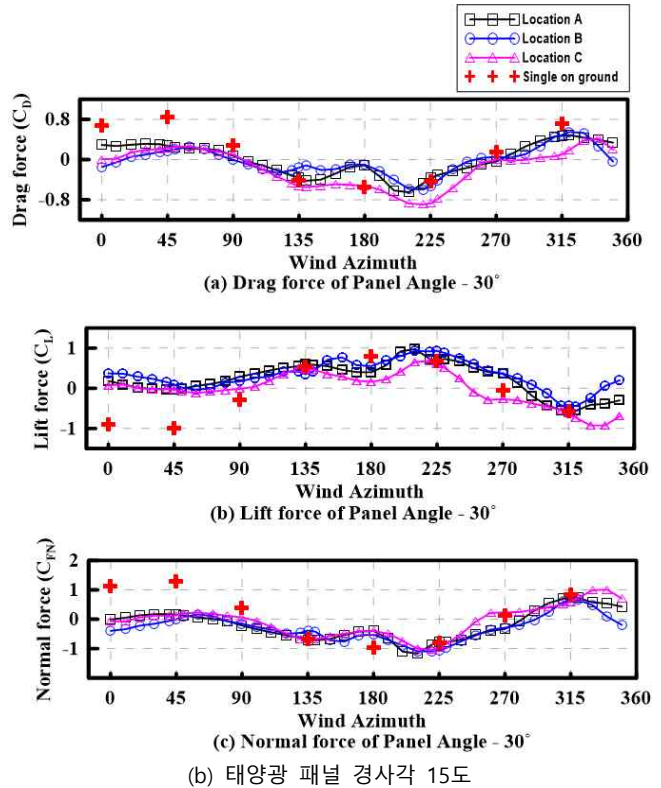 Location A
Location B
Location C
Single on ground
Drag force (C_D)
0.8
0
-0.8
0 45 90 135 180 225 270 315 360
Wind Azimuth
(a) Drag force of Panel Angle - 30°
Lift force (C_L)
1
0
-1
0 45 90 135 180 225 270 315 360
Wind Azimuth
(b) Lift force of Panel Angle - 30°
Normal force (C_FN)
2
1
0
-1
0 45 90 135 180 225 270 315 360
Wind Azimuth
(c) Normal force of Panel Angle - 30°
(b) 태양광 패널 경사각 15도